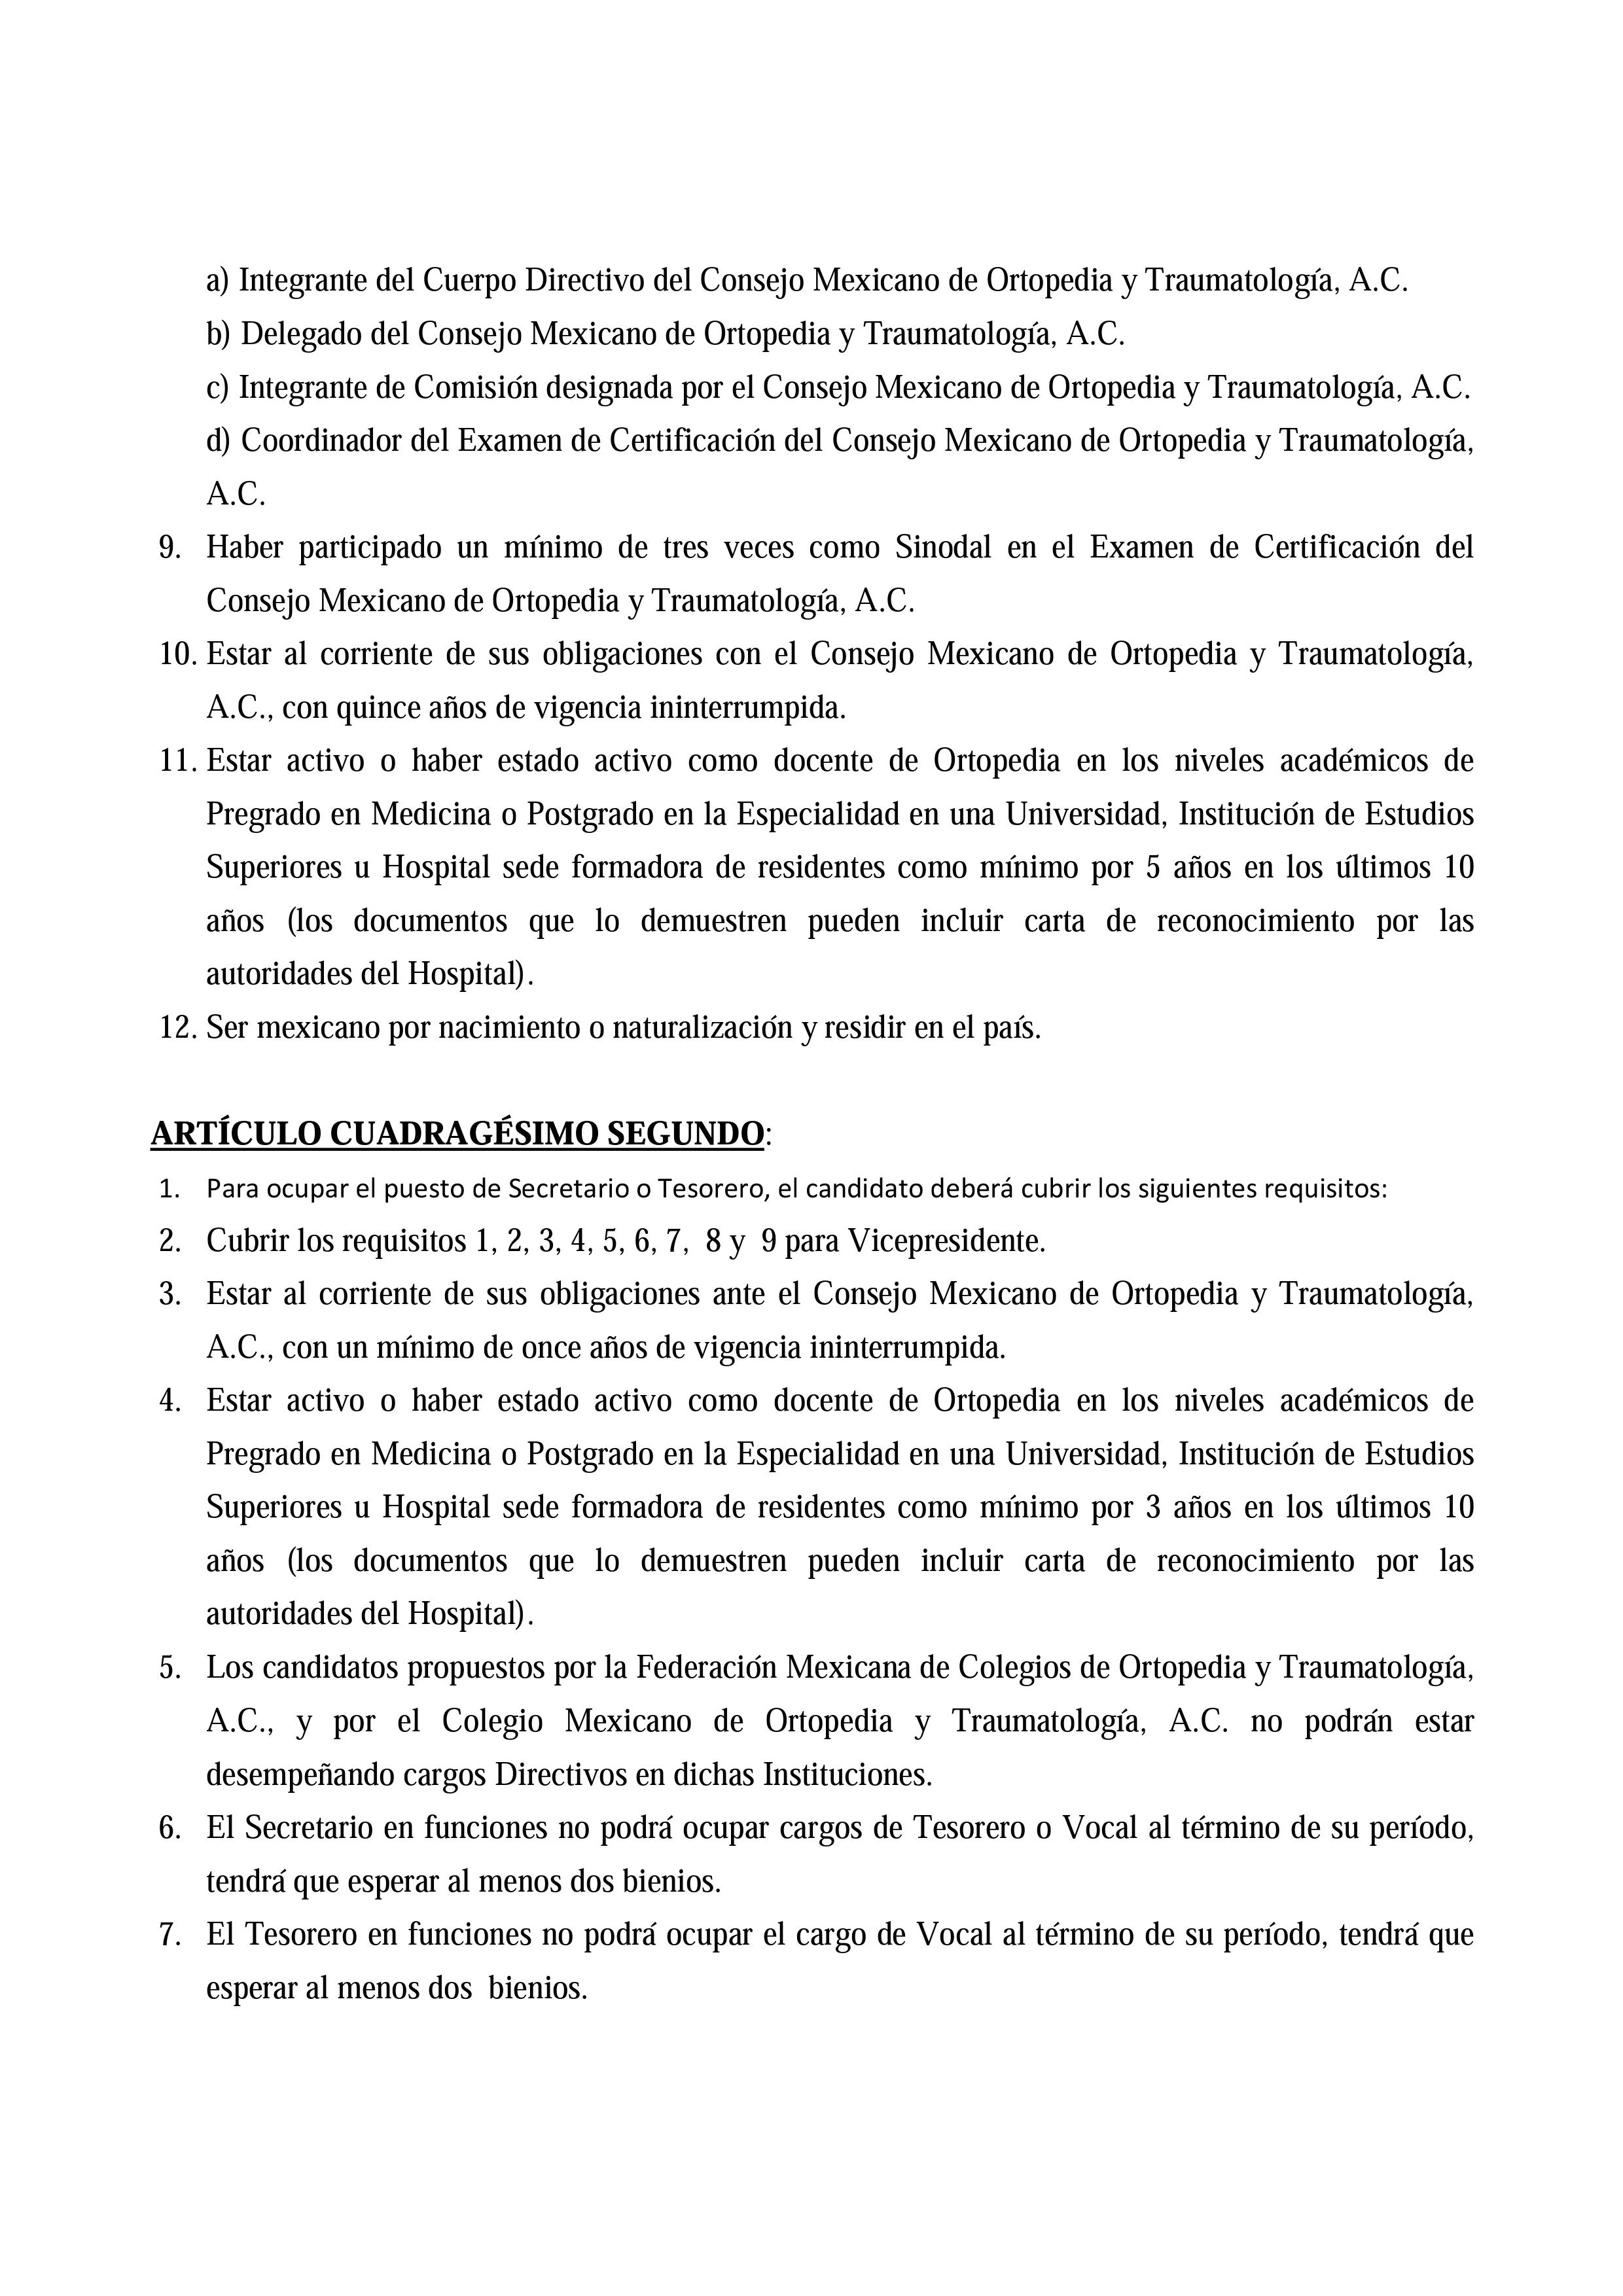 a) Integrante del Cuerpo Directivo del Consejo Mexicano de Ortopedia y Traumatología, A.C.
b) Delegado del Consejo Mexicano de Ortopedia y Traumatología, A.C.
c) Integrante de Comisión designada por el Consejo Mexicano de Ortopedia y Traumatología, A.C.
d) Coordinador del Examen de Certificación del Consejo Mexicano de Ortopedia y Traumatología,
A.C.
9. Haber participado un mínimo de tres veces como Sinodal en el Examen de Certificación del
Consejo Mexicano de Ortopedia y Traumatología, A.C.
10. Estar al corriente de sus obligaciones con el Consejo Mexicano de Ortopedia y Traumatología,
A.C., con quince años de vigencia ininterrumpida.
11. Estar activo o haber estado activo como docente de Ortopedia en los niveles académicos de
Pregrado en Medicina o Postgrado en la Especialidad en una Universidad, Institución de Estudios
Superiores u Hospital sede formadora de residentes como mínimo por 5 años en los últimos 10
años (los documentos que lo demuestren pueden incluir carta de reconocimiento por las
autoridades del Hospital).
12. Ser mexicano por nacimiento o naturalización y residir en el país.
ARTÍCULO CUADRAGÉSIMO SEGUNDO:
1. Para ocupar el puesto de Secretario o Tesorero, el candidato deberá cubrir los siguientes requisitos:
2. Cubrir los requisitos 1, 2, 3, 4, 5, 6, 7, 8 y 9 para Vicepresidente.
3. Estar al corriente de sus obligaciones ante el Consejo Mexicano de Ortopedia y Traumatología,
A.C., con un mínimo de once años de vigencia ininterrumpida.
4. Estar activo o haber estado activo como docente de Ortopedia en los niveles académicos de
Pregrado en Medicina o Postgrado en la Especialidad en una Universidad, Institución de Estudios
Superiores u Hospital sede formadora de residentes como mínimo por 3 años en los últimos 10
años (los documentos que lo demuestren pueden incluir carta de reconocimiento por las
autoridades del Hospital).
5. Los candidatos propuestos por la Federación Mexicana de Colegios de Ortopedia y Traumatología,
A.C., y por el Colegio Mexicano de Ortopedia y Traumatología, A.C. no podrán estar
desempeñando cargos Directivos en dichas Instituciones.
6. El Secretario en funciones no podrá ocupar cargos de Tesorero o Vocal al término de su período,
tendrá que esperar al menos dos bienios.
7. El Tesorero en funciones no podrá ocupar el cargo de Vocal al término de su período, tendrá que
esperar al menos dos bienios.